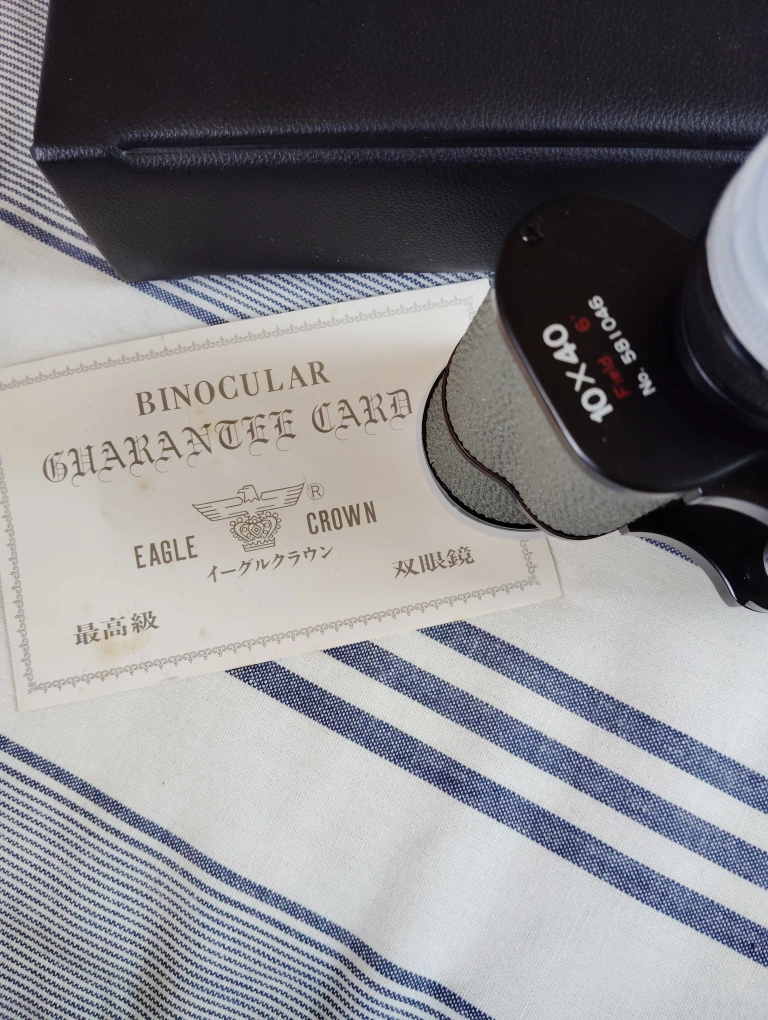 BINOCULAR
GUARANTEE CARD
®
EAGLE CROWN
イーグルクラウン
双眼鏡
最高級
10×40
Field 6°
No. 581046